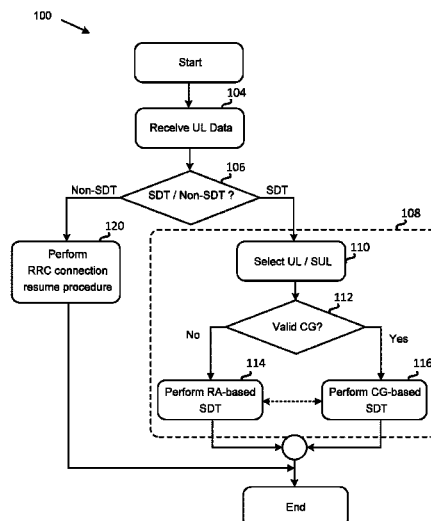 100
Start
104
Receive UL Data
106
SDT / Non-SDT ?
Non-SDT
SDT
120
Perform
RRC connection
resume procedure
108
110
Select UL / SUL
112
Valid CG?
No
Yes
114
Perform RA-based
SDT
116
Perform CG-based
SDT
End